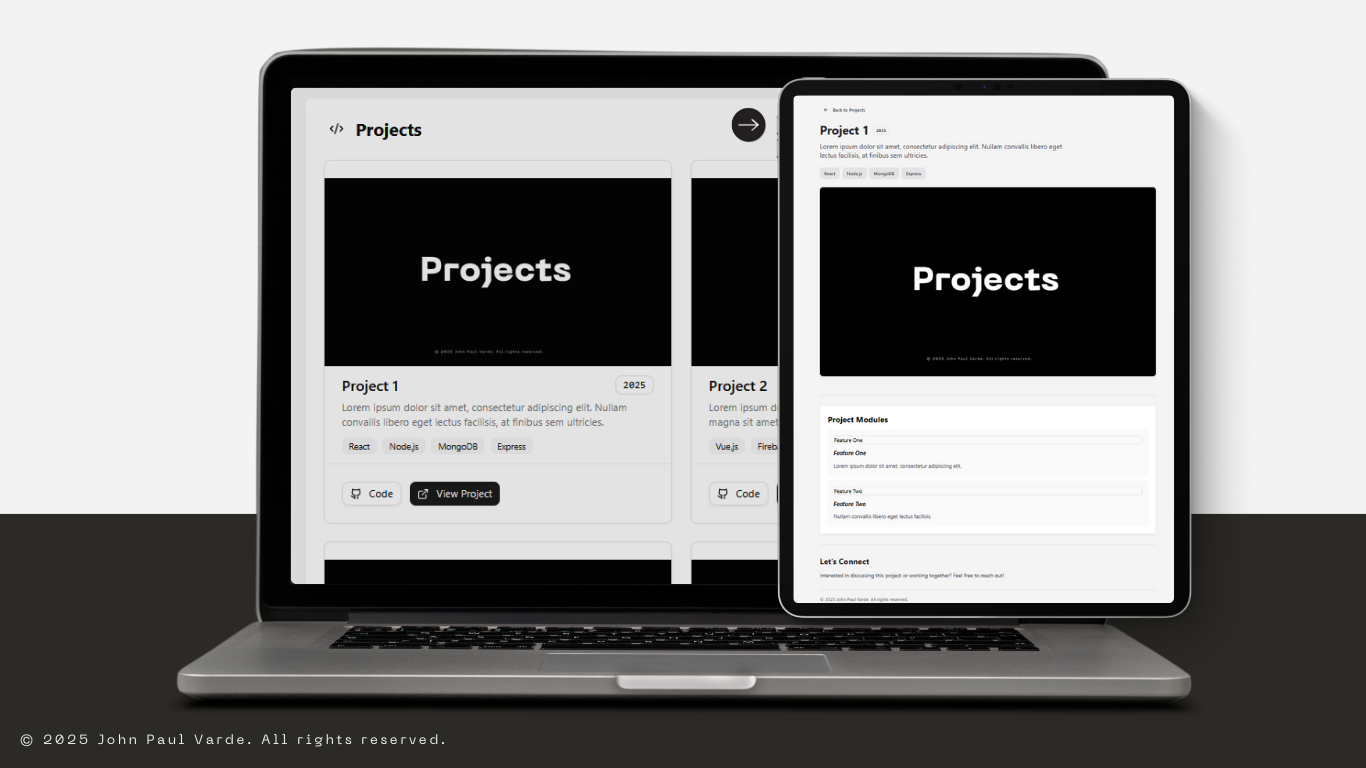 Projects
Projects
© 2025 John Paul Varde. All rights reserved.
Project 1
2025
Lorem ipsum dolor sit amet, consectetur adipiscing elit. Nullam
convallis libero eget lectus facilisis, at finibus sem ultricies.
React
Node.js
MongoDB
Express
Code
View Project
Project 2
Lorem ipsum dolor
magna sit amet
Vue.js
Code
Back to Projects
Project 1
2025
Lorem ipsum dolor sit amet, consectetur adipiscing elit. Nullam convallis libero eget
lectus facilisis, at finibus sem ultricies.
React
Node.js
MongoDB
Express
Projects
© 2025 John Paul Varde. All rights reserved.
Project Modules
Feature One
Feature One
Lorem ipsum dolor sit amet, consectetur adipiscing elit.
Feature Two
Feature Two
Nullam convallis libero eget lectus facilisis.
Let's Connect
Interested in discussing this project or working together? Feel free to reach out!
© 2025 John Paul Varde. All rights reserved.
© 2025 John Paul Varde. All rights reserved.